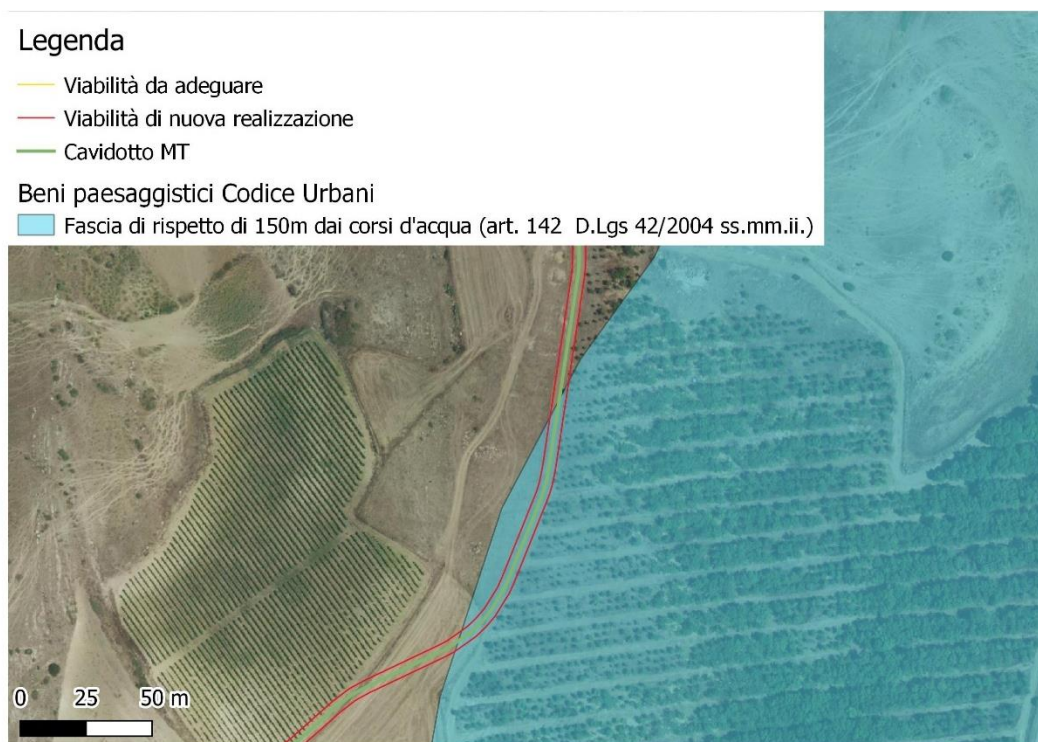 Legenda
Viabilità da adeguare
Viabilità di nuova realizzazione
Cavidotto MT
Beni paesaggistici Codice Urbani
Fascia di rispetto di 150m dai corsi d'acqua (art. 142 D.Lgs 42/2004 ss.mm.ii.)
0 25 50 m